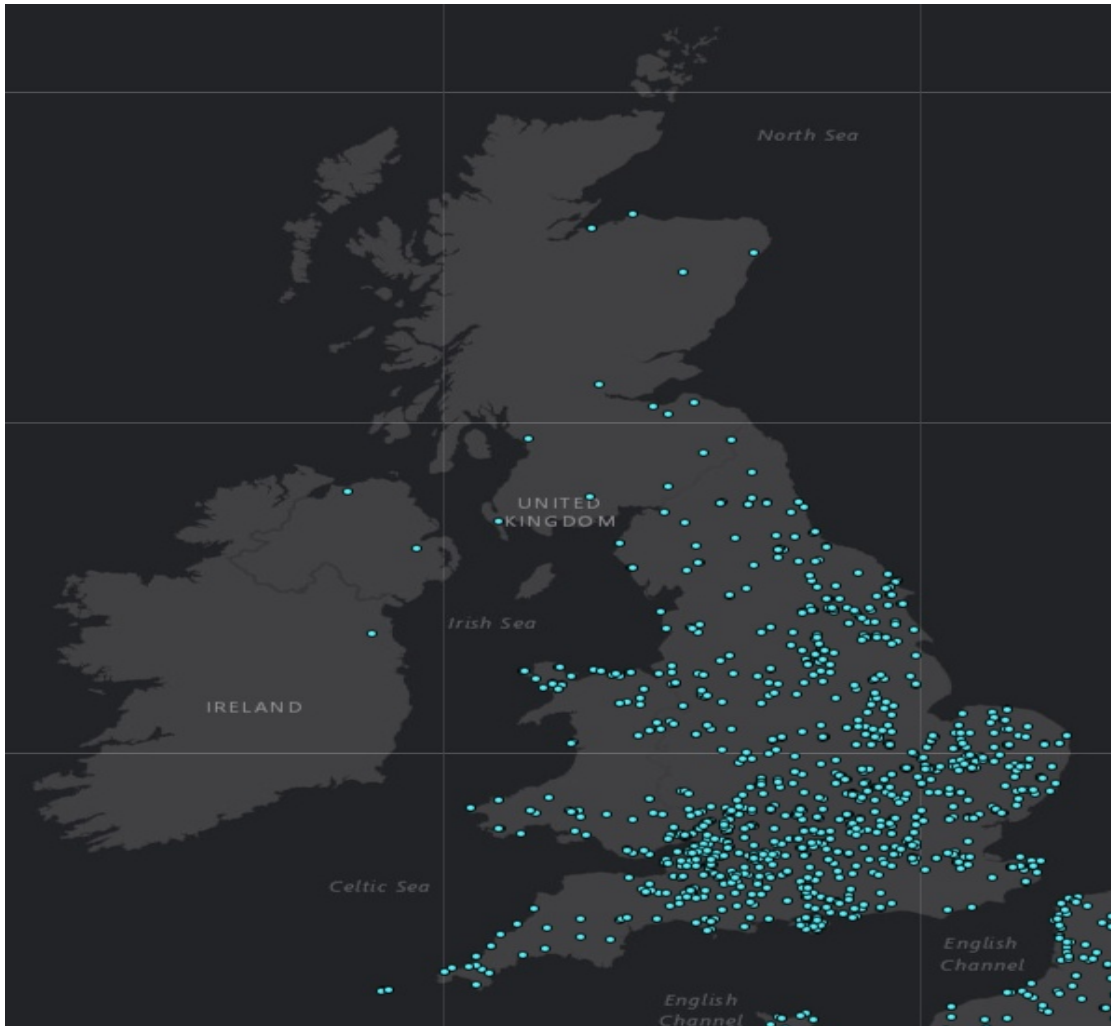 North Sea
UNITED
KINGDOM
Irish Sea
IRELAND
Celtic Sea
English
Channel
English
Channel